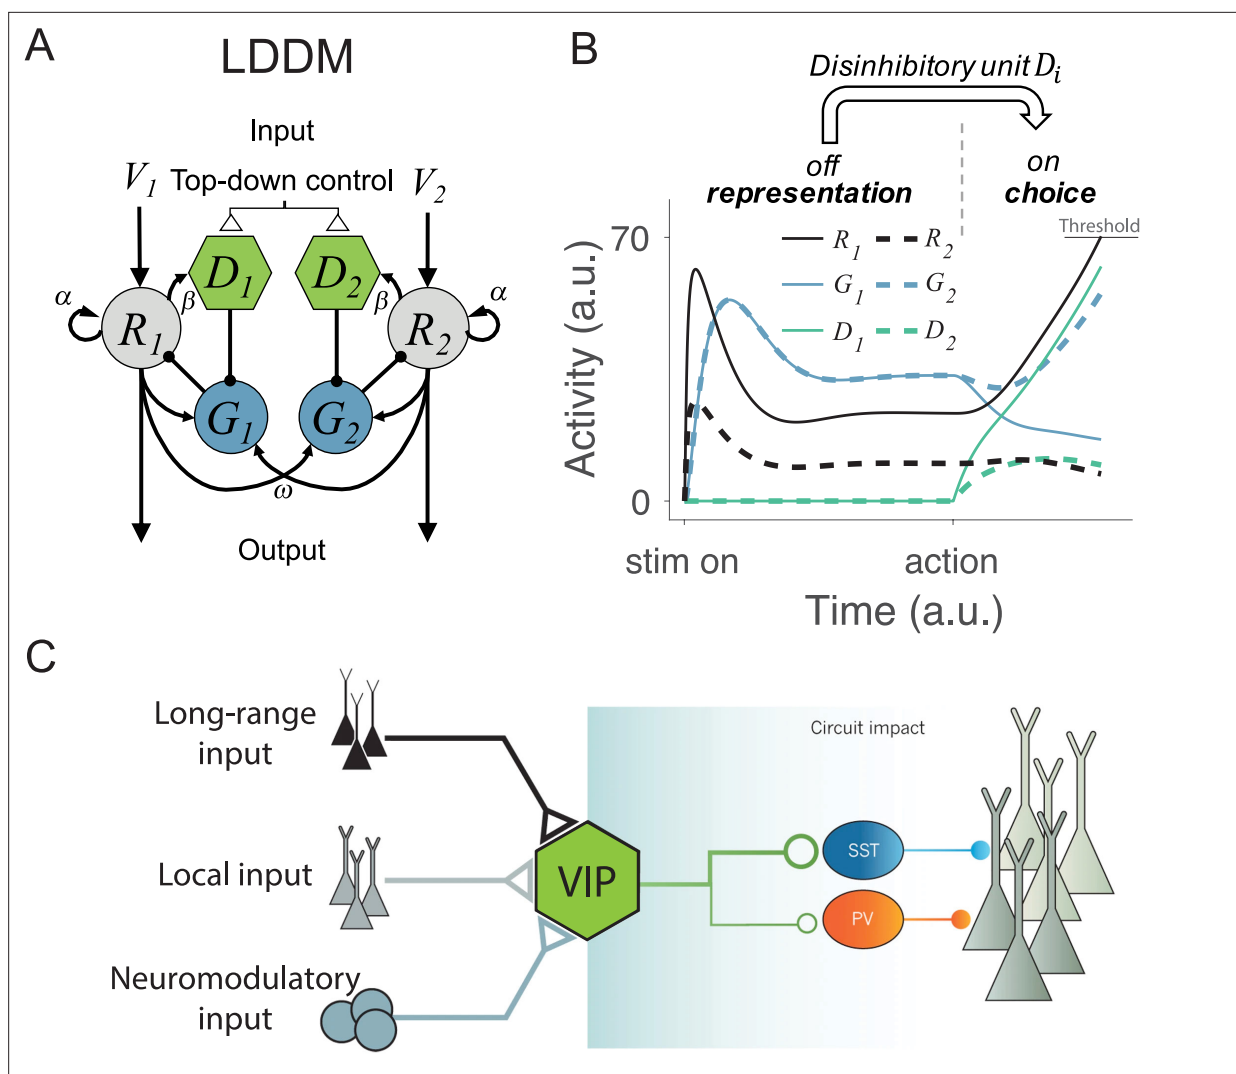 A
LDDM
Input
V1
Top-down control
V2
D1
D2
α
β
β
α
R1
R2
G1
G2
ω
Output
B
Disinhibitory unit Di
off
on
representation
choice
70
Threshold
R1
R2
G1
G2
D1
D2
Activity (a.u.)
0
stim on
action
Time (a.u.)
C
Long-range
input
Local input
Neuromodulatory
input
VIP
Circuit impact
SST
PV